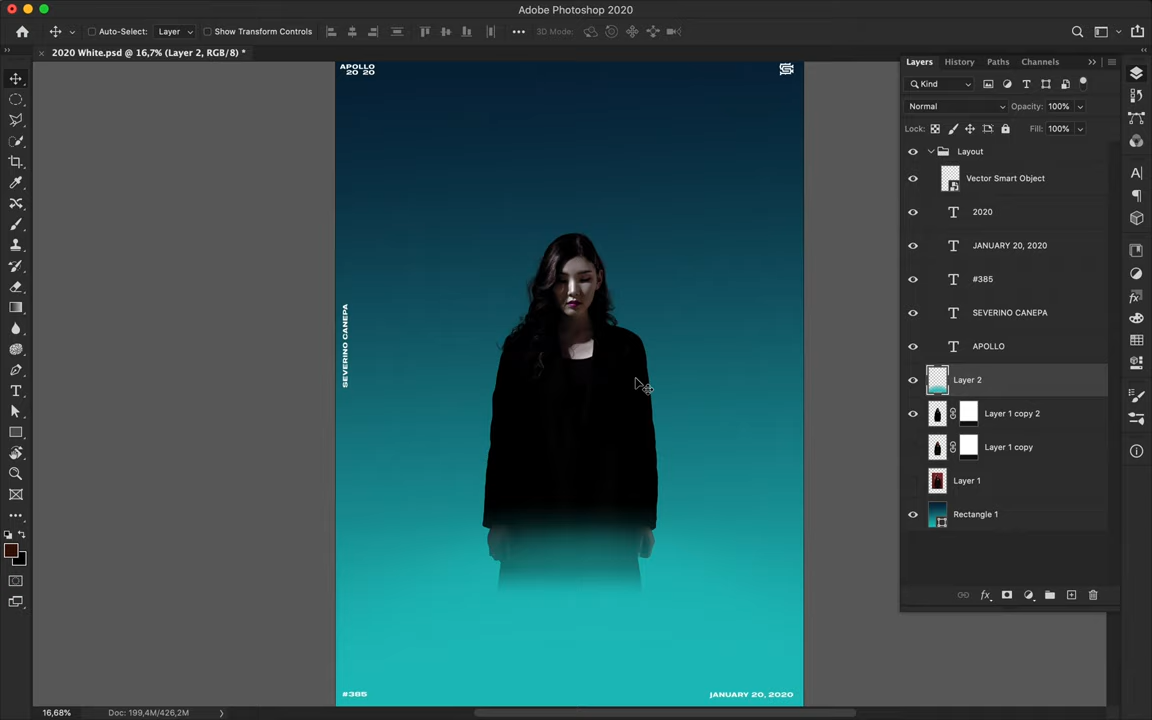 Adobe Photoshop 2020
Auto-Select:
Layer
Show Transform Controls
3D Mode:
2020 White.psd @ 16,7% (Layer 2, RGB/8) *
Layers
History
Paths
Channels
Kind
Normal
Opacity:
100%
Lock:
Fill:
100%
Layout
Vector Smart Object
2020
JANUARY 20, 2020
#385
SEVERINO CANEPA
APOLLO
Layer 2
Layer 1 copy 2
Layer 1 copy
Layer 1
Rectangle 1
APOLLO
20 20
SEVERINO CANEPA
#385
JANUARY 20, 2020
16,68%
Doc: 199,4M/426,2M